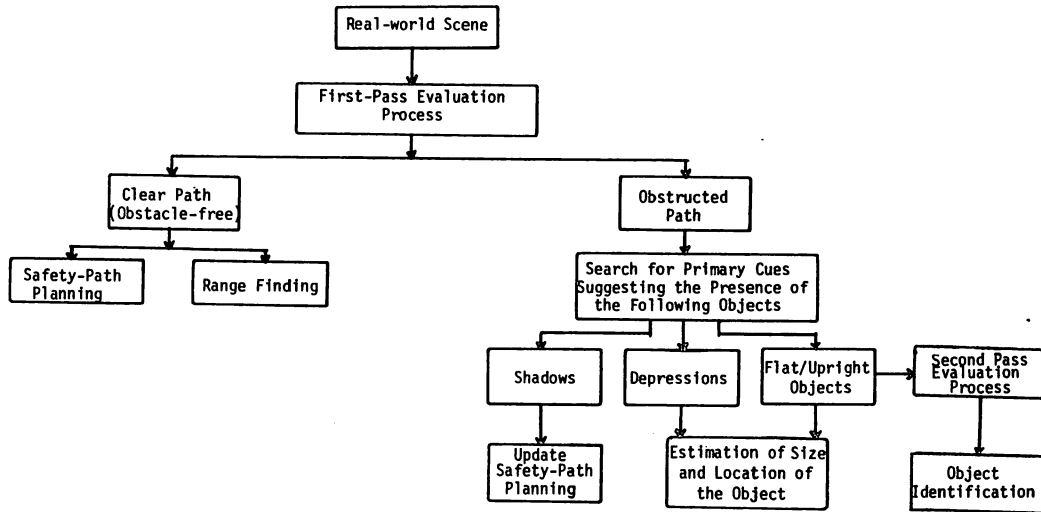 Real-world Scene
First-Pass Evaluation
Process
Clear Path
(Obstacle-free)
Obstructed
Path
Safety-Path
Planning
Range Finding
Search for Primary Cues
Suggesting the Presence of
the Following Objects
Shadows
Depressions
Flat/Upright
Objects
Second Pass
Evaluation
Process
Update
Safety-Path
Planning
Estimation of Size
and Location of
the Object
Object
Identification